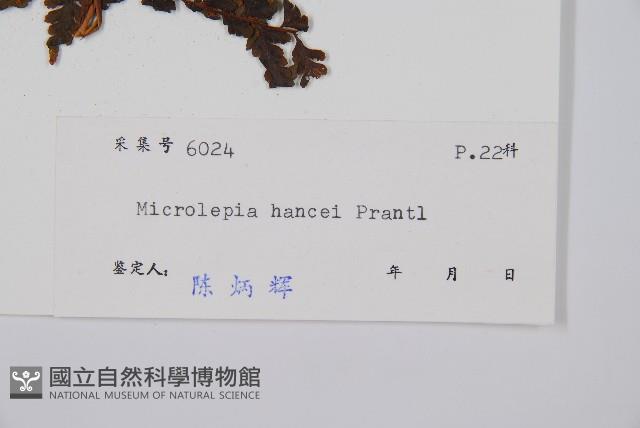 采集号 6024 P.22科
Microlepia hancei Prantl
鉴定人: 陈炳辉 年 月 日
國立自然科學博物館
NATIONAL MUSEUM OF NATURAL SCIENCE